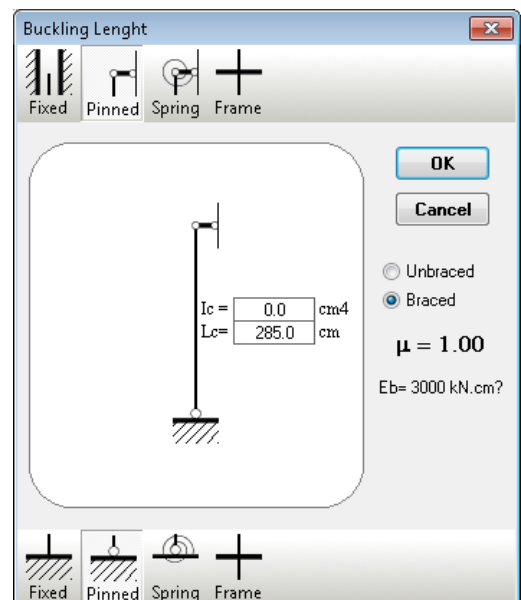 Buckling Lenght
Fixed Pinned Spring Frame
OK
Cancel
Ic = 0.0 cm4
Lc= 285.0 cm
Unbraced
Braced
μ = 1.00
Eb= 3000 kN.cm?
Fixed Pinned Spring Frame